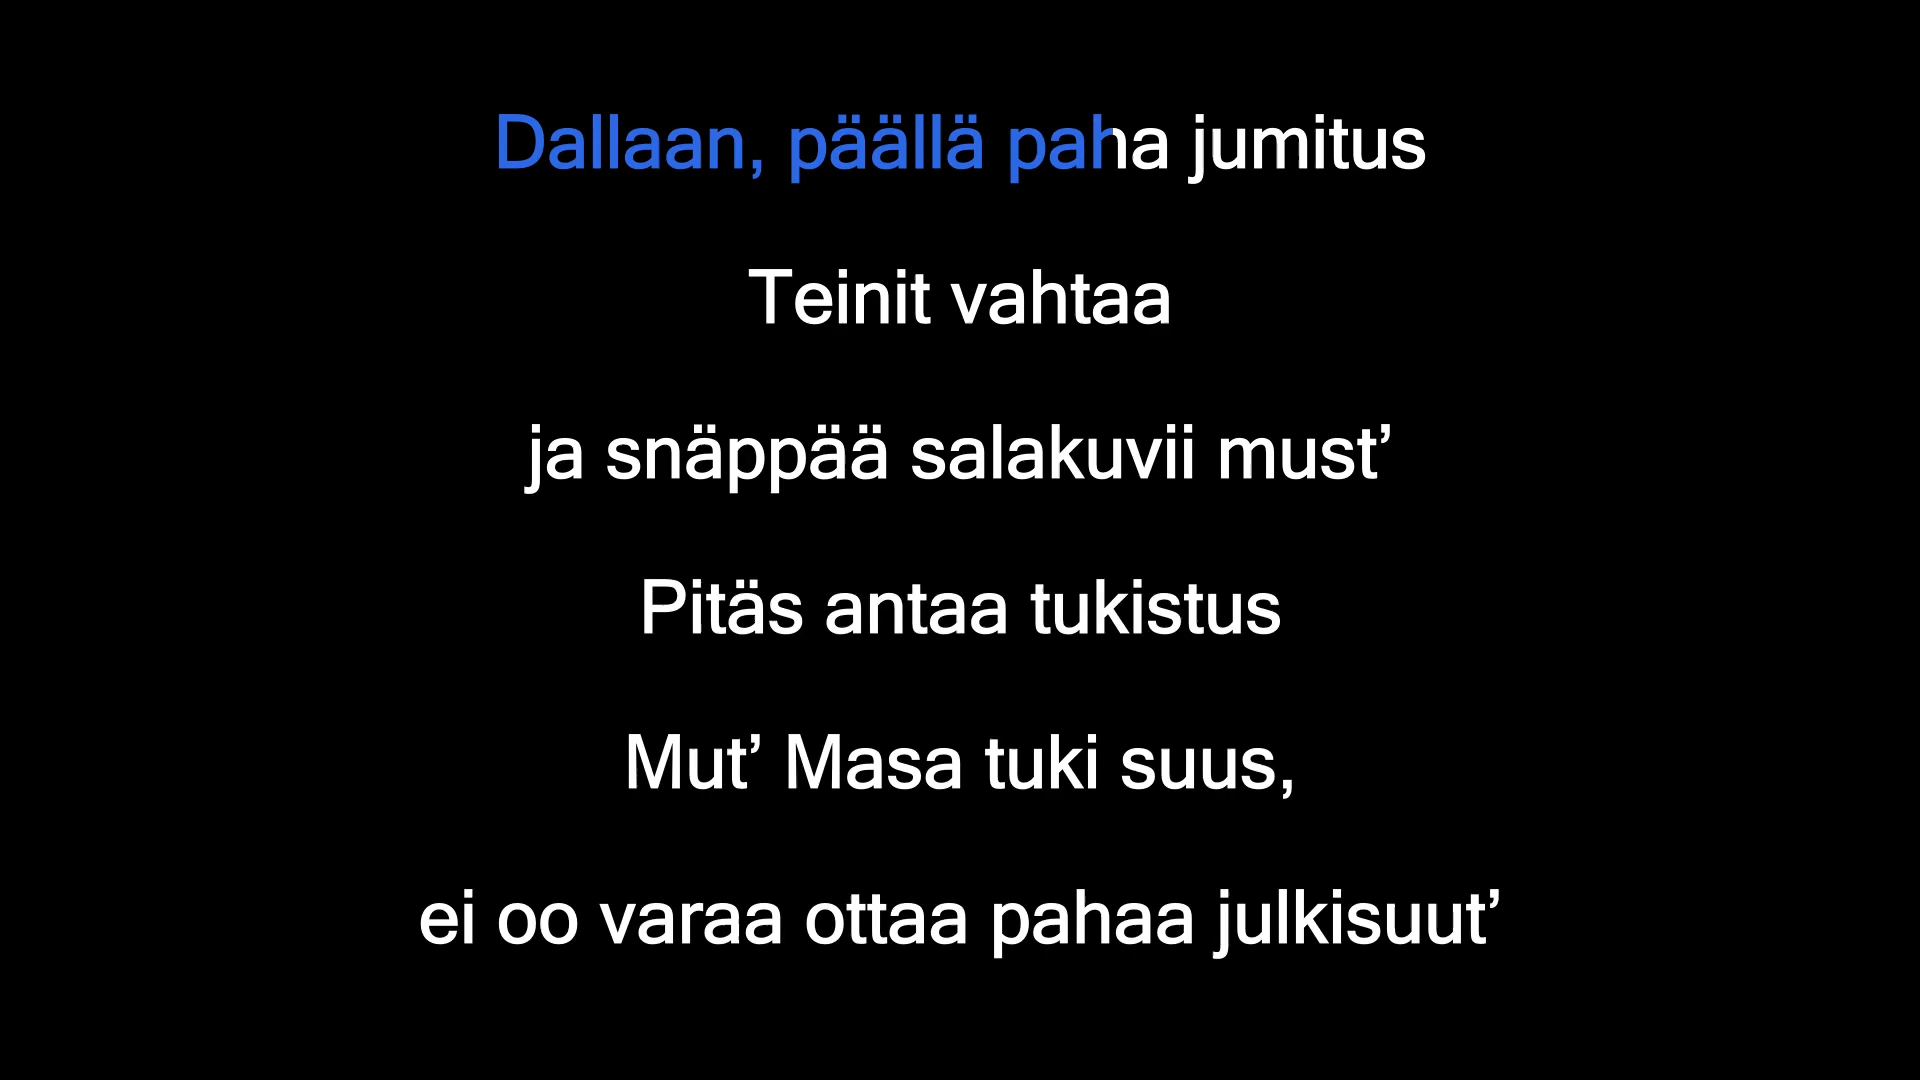 Dallaan, päällä paha jumitus
Teinit vahtaa
ja snäppää salakuvii must’
Pitäs antaa tukistus
Mut’ Masa tuki suus,
ei oo varaa ottaa pahaa julkisuut’